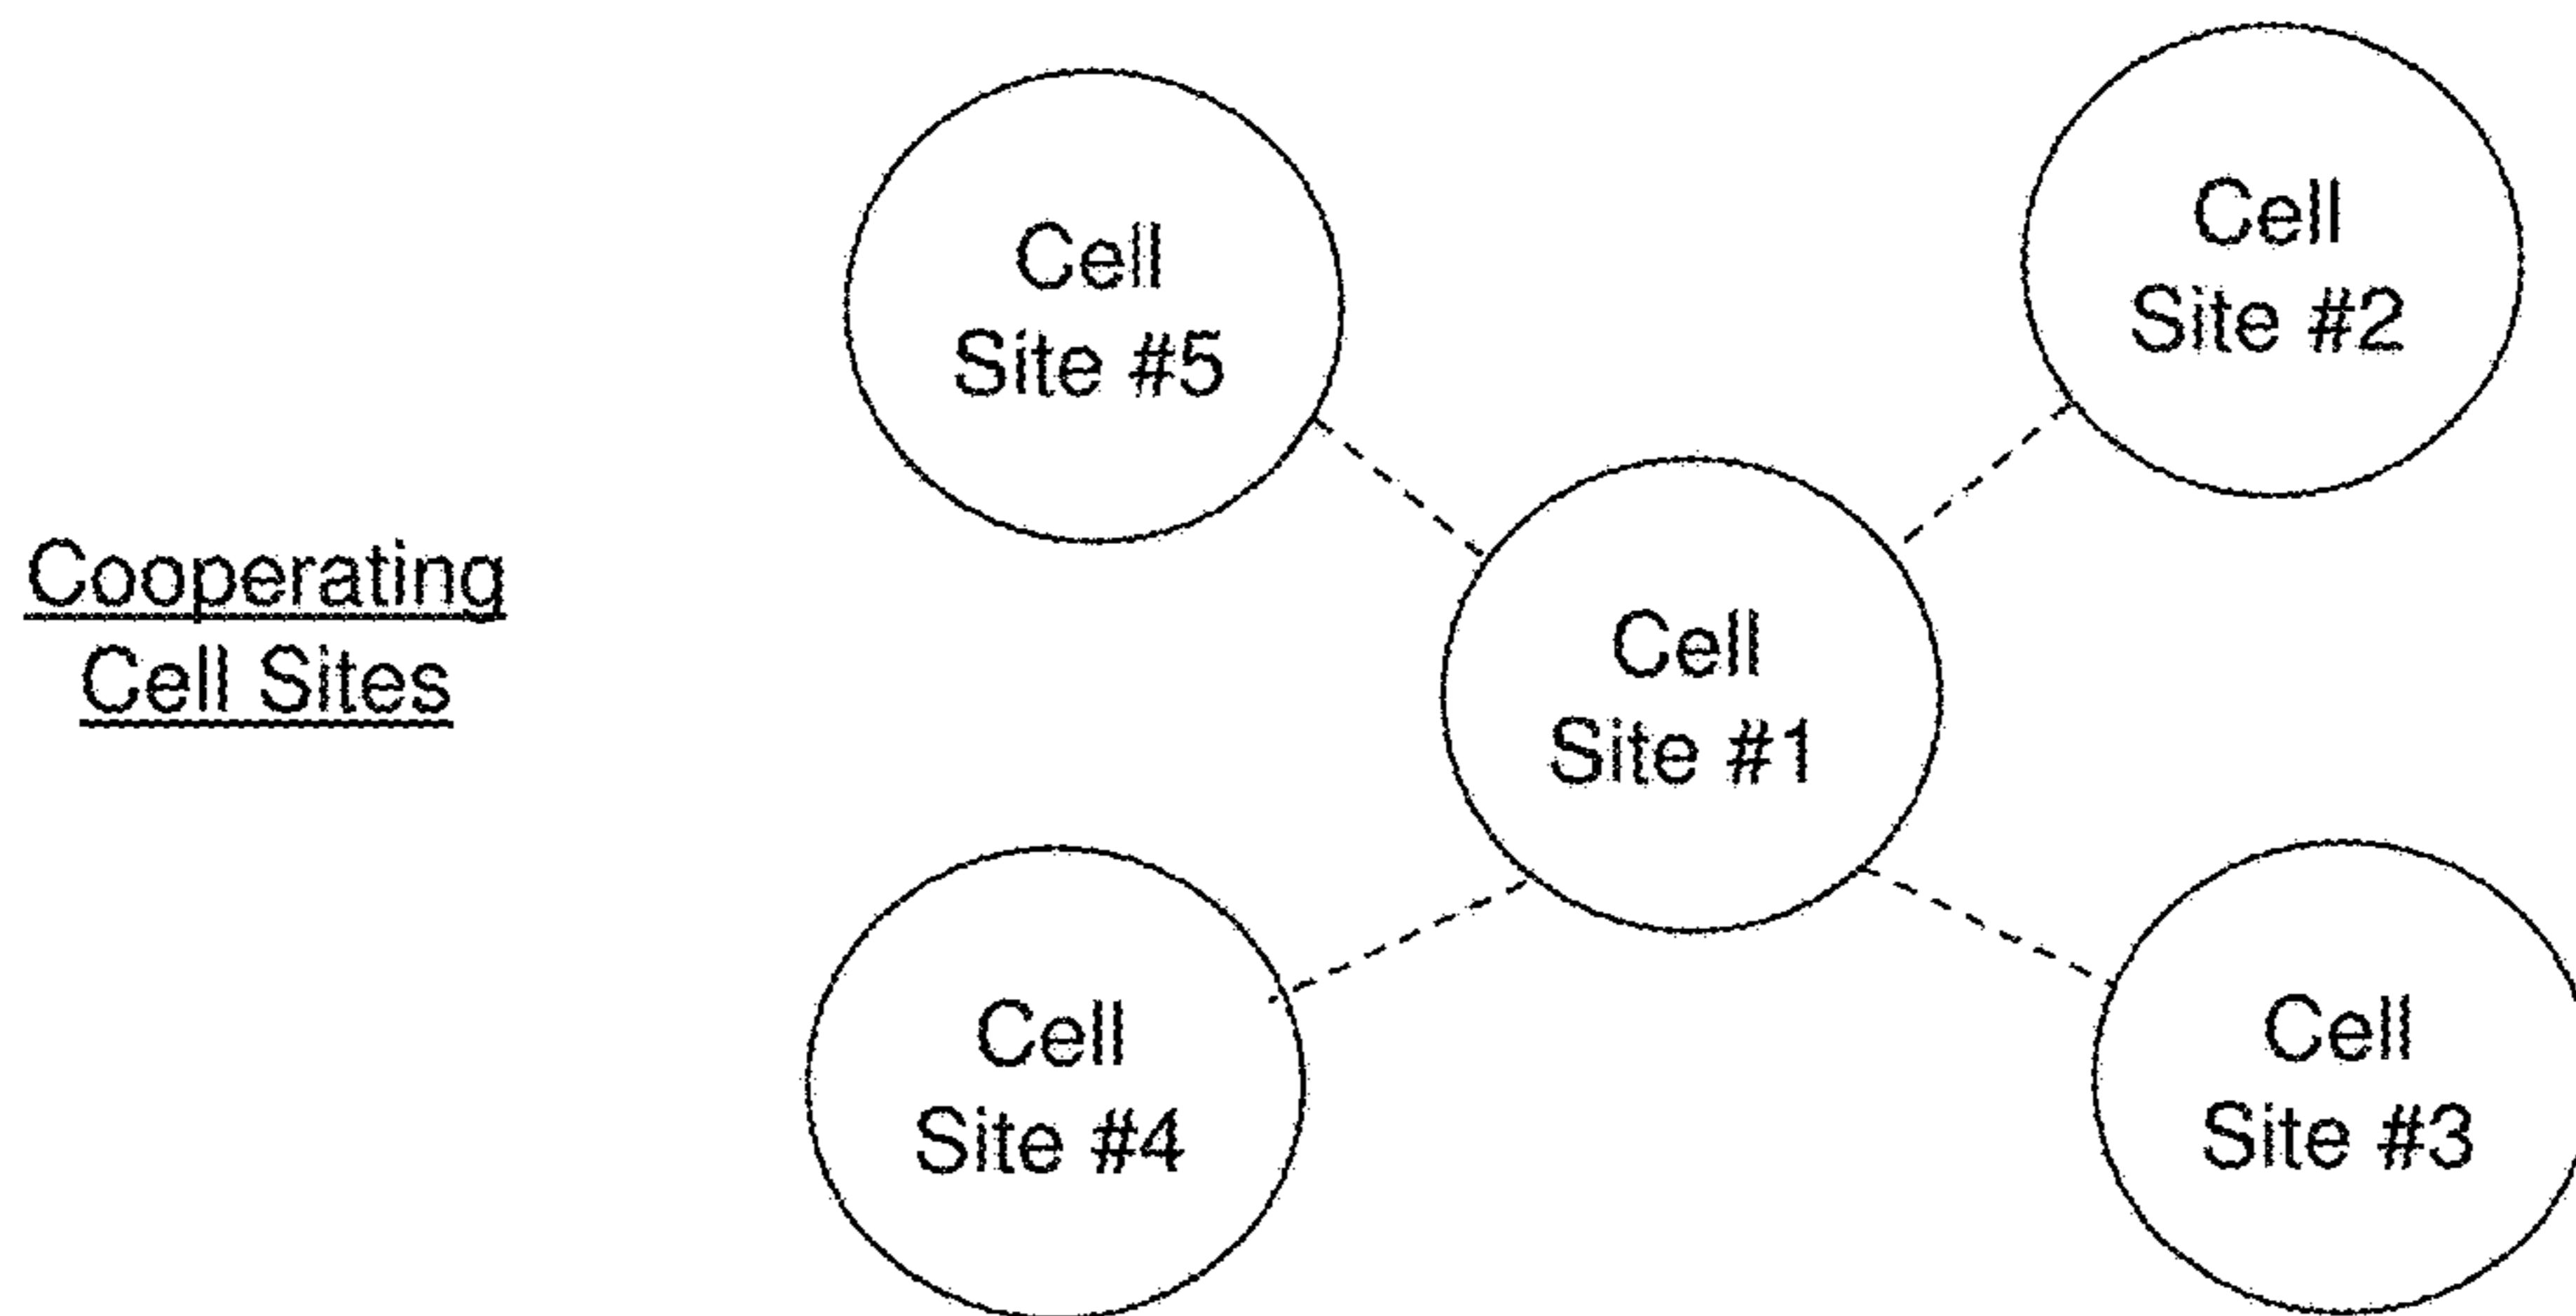 Cooperating
Cell Sites
Cell
Site #5
Cell
Site #2
Cell
Site #1
Cell
Site #4
Cell
Site #3